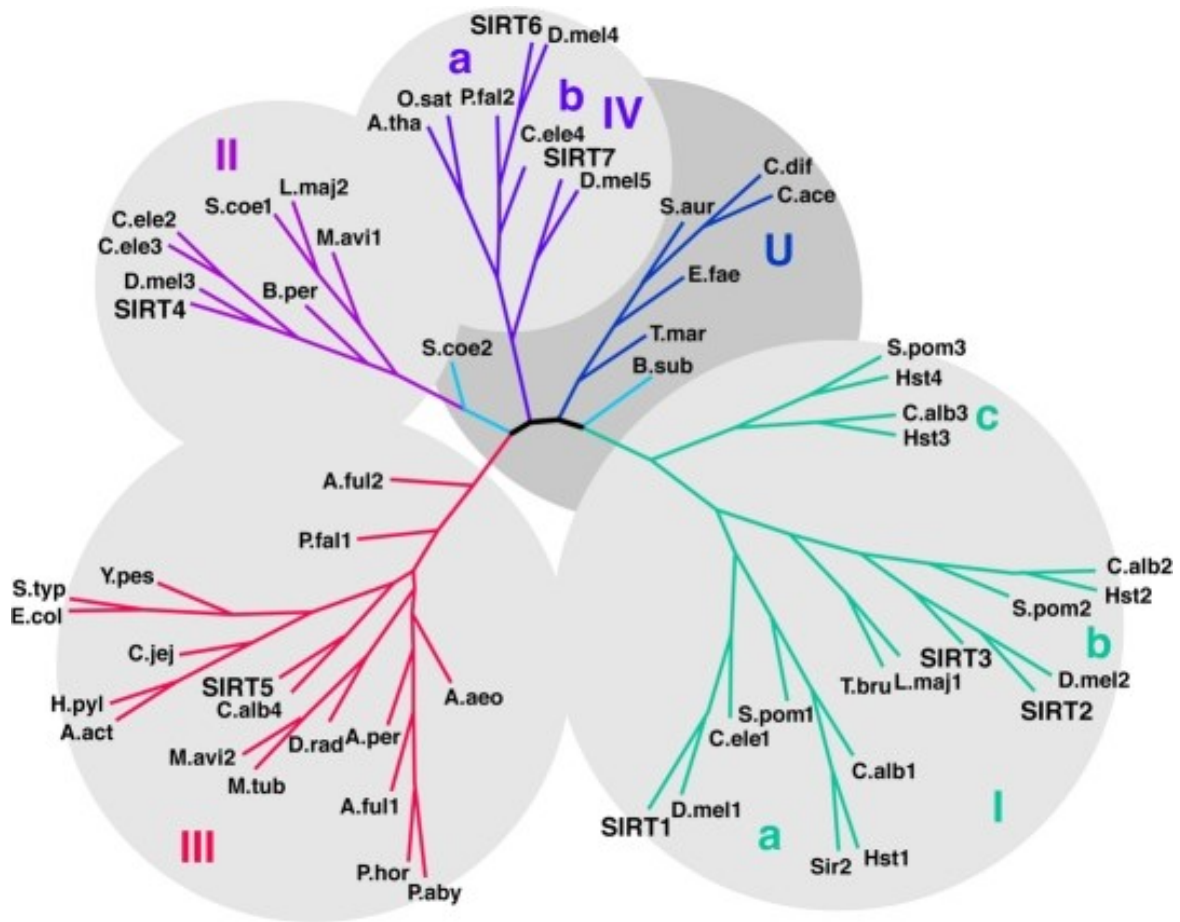 SIRT6
D.mel4
a
O.sat
P.fal2
A.tha
b
IV
C.ele4
SIRT7
D.mel5
II
L.maj2
S.coe1
C.ele2
C.ele3
M.avi1
D.mel3
SIRT4
B.per
C.dif
C.ace
S.aur
U
E.fae
T.mar
B.sub
S.coe2
S.pom3
Hst4
C.alb3
c
Hst3
A.ful2
P.fal1
Y.pes
S.typ
E.col
C.jej
SIRT5
C.alb4
H.pyl
A.act
M.avi2
M.tub
D.rad
A.per
A.aeo
A.ful1
P.hor
P.aby
III
C.alb2
Hst2
S.pom2
b
SIRT3
D.mel2
T.bru
L.maj1
SIRT2
S.pom1
C.ele1
C.alb1
SIRT1
D.mel1
a
I
Sir2
Hst1